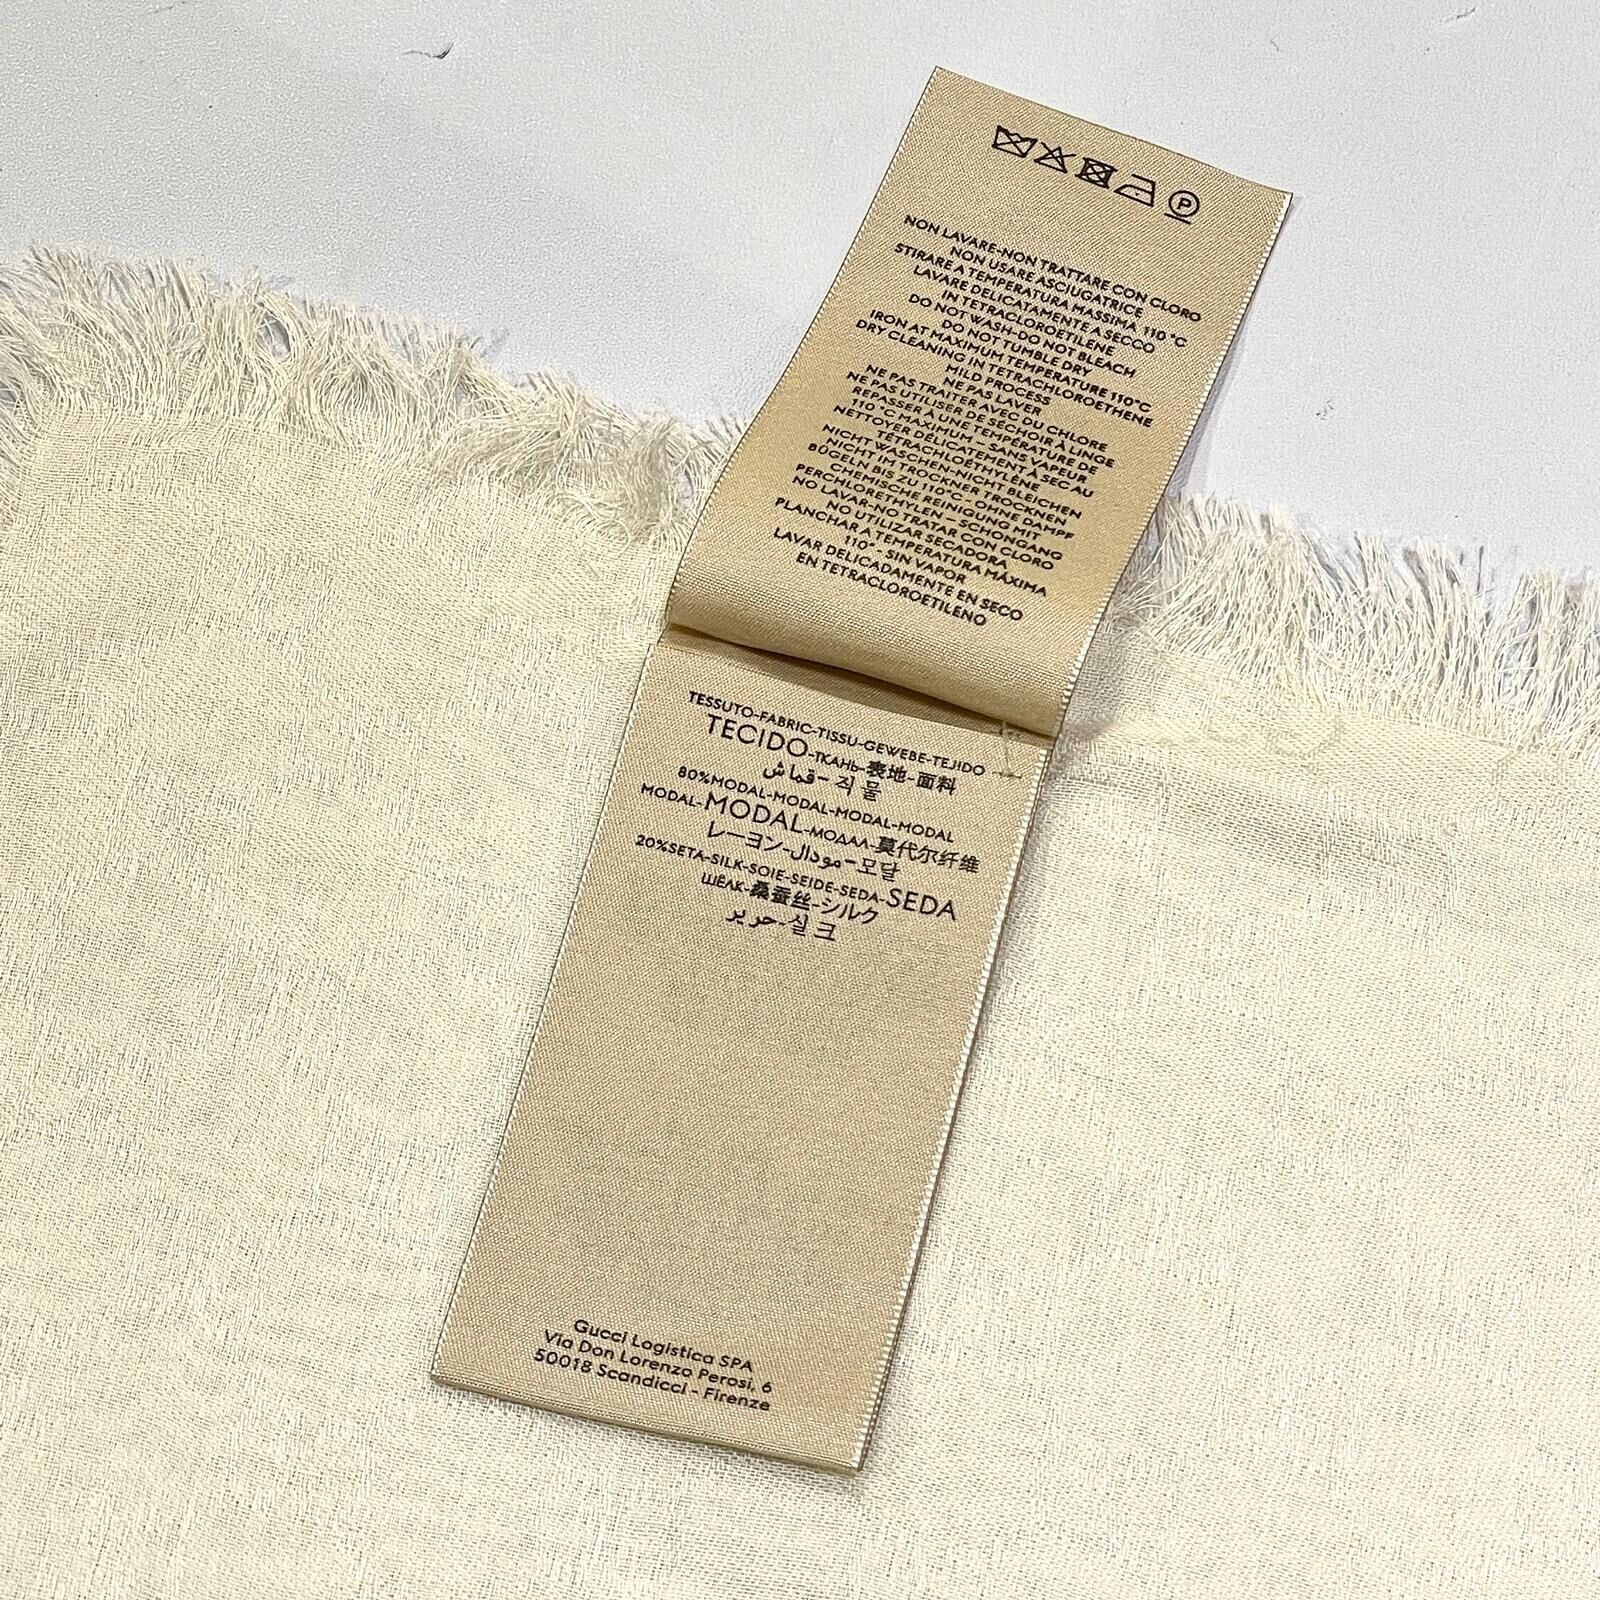 P
NON LAVARE-NON TRATTARE CON CLORO
NON USARE ASCIUGATRICE
STIRARE A TEMPERATURA MASSIMA 110 °C
LAVARE DELICATAMENTE A SECCO
IN TETRACLOROETILENE
DO NOT WASH-DO NOT BLEACH
DO NOT TUMBLE DRY
IRON AT MAXIMUM TEMPERATURE 110°C
DRY CLEANING IN TETRACHLOROETHENE
MILD PROCESS
NE PAS LAVER
NE PAS TRAITER AVEC DU CHLORE
NE PAS UTILISER DE SÉCHOIR À LINGE
REPASSER À UNE TEMPÉRATURE DE
110 °C MAXIMUM – SANS VAPEUR
NETTOYER DÉLICATEMENT À SEC AU
TÉTRACHLOÉTHYLÈNE
NICHT WASCHEN-NICHT BLEICHEN
NICHT IM TROCKNER TROCKNEN
BÜGELN BIS ZU 110°C - OHNE DAMPF
CHEMISCHE REINIGUNG MIT
PERCHLORETHYLEN – SCHONGANG
NO LAVAR-NO TRATAR CON CLORO
NO UTILIZAR SECADORA
PLANCHAR A TEMPERATURA MÁXIMA
110° - SIN VAPOR
LAVAR DELICADAMENTE EN SECO
EN TETRACLOROETILENO
TESSUTO-FABRIC-TISSU-GEWEBE-TEJIDO
TECIDO-ТКАНЬ-表地-面料
직물-قماش
80%MODAL-MODAL-MODAL-MODAL
MODAL-MODAL-МОДАЛ-莫代尔纤维
レーヨン-مودال-모달
20%SETA-SILK-SOIE-SEIDE-SEDA-SEDA
ШЁЛК-桑蚕丝-シルク
실크-حرير
Gucci Logistica SPA
Via Don Lorenzo Perosi, 6
50018 Scandicci - Firenze